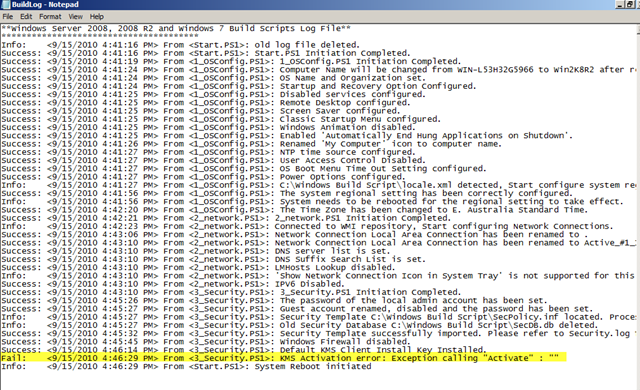 BuildLog - Notepad
File Edit Format View Help
**Windows Server 2008, 2008 R2 and Windows 7 Build Scripts Log File**
Info: <9/15/2010 4:41:16 PM> From <Start.PS1>: old log file deleted.
Success: <9/15/2010 4:41:16 PM> From <Start.PS1>: Start.PS1 Initiation Completed.
Success: <9/15/2010 4:41:19 PM> From <1_OSConfig.PS1>: 1_OSConfig.PS1 Initiation Completed.
Success: <9/15/2010 4:41:24 PM> From <1_OSConfig.PS1>: Computer Name will be changed from WIN-L53H32G5966 to Win2K8R2 after r
Success: <9/15/2010 4:41:24 PM> From <1_OSConfig.PS1>: OS Name and Organization set.
Success: <9/15/2010 4:41:24 PM> From <1_OSConfig.PS1>: Startup and Recovery Option Configured.
Success: <9/15/2010 4:41:25 PM> From <1_OSConfig.PS1>: Disabled services configured.
Success: <9/15/2010 4:41:25 PM> From <1_OSConfig.PS1>: Remote Desktop configured.
Success: <9/15/2010 4:41:25 PM> From <1_OSConfig.PS1>: Screen Saver configured.
Success: <9/15/2010 4:41:25 PM> From <1_OSConfig.PS1>: Classic Startup Menu configured.
Success: <9/15/2010 4:41:25 PM> From <1_OSConfig.PS1>: Windows Animation disabled.
Success: <9/15/2010 4:41:25 PM> From <1_OSConfig.PS1>: Enabled 'Automatically End Hung Applications on Shutdown'.
Success: <9/15/2010 4:41:26 PM> From <1_OSConfig.PS1>: Renamed 'My Computer' icon to computer name.
Success: <9/15/2010 4:41:27 PM> From <1_OSConfig.PS1>: NTP time source configured.
Success: <9/15/2010 4:41:27 PM> From <1_OSConfig.PS1>: User Access Control Disabled.
Success: <9/15/2010 4:41:27 PM> From <1_OSConfig.PS1>: OS Boot Menu Time Out Setting configured.
Success: <9/15/2010 4:41:27 PM> From <1_OSConfig.PS1>: Power Options configured.
Info: <9/15/2010 4:41:27 PM> From <1_OSConfig.PS1>: C:\Windows Build Script\locale.xml detected, Start configure system re
Success: <9/15/2010 4:41:56 PM> From <1_OSConfig.PS1>: The system regional setting has been correctly configured.
Info: <9/15/2010 4:41:56 PM> From <1_OSConfig.PS1>: System needs to be rebooted for the regional setting to take effect.
Success: <9/15/2010 4:42:20 PM> From <1_OSConfig.PS1>: The Time Zone has been changed to E. Australia Standard Time.
Success: <9/15/2010 4:42:21 PM> From <2_network.PS1>: 2_network.PS1 Initiation Completed.
Info: <9/15/2010 4:42:23 PM> From <2_network.PS1>: Connected to WMI repository, Start configuring Network Connections.
Success: <9/15/2010 4:43:06 PM> From <2_network.PS1>: Network Connection Local Area Connection has been renamed to .
Success: <9/15/2010 4:43:10 PM> From <2_network.PS1>: Network Connection Local Area Connection has been renamed to Active_#1_
Success: <9/15/2010 4:43:10 PM> From <2_network.PS1>: DNS server list is set.
Success: <9/15/2010 4:43:10 PM> From <2_network.PS1>: DNS Suffix Search List is set.
Success: <9/15/2010 4:43:10 PM> From <2_network.PS1>: LMHosts Lookup disabled.
Info: <9/15/2010 4:43:10 PM> From <2_network.PS1>: 'Show Network Connection Icon in System Tray' is not supported for this
Success: <9/15/2010 4:43:10 PM> From <2_network.PS1>: IPV6 Disabled.
Success: <9/15/2010 4:43:10 PM> From <3_Security.PS1>: 3_Security.PS1 Initiation Completed.
Success: <9/15/2010 4:45:26 PM> From <3_Security.PS1>: The password of the local admin account has been set.
Success: <9/15/2010 4:45:27 PM> From <3_Security.PS1>: Guest account renamed, disabled and the password has been set.
Success: <9/15/2010 4:45:27 PM> From <3_Security.PS1>: Security Template C:\Windows Build Script\SecPolicy.inf located. Proce
Info: <9/15/2010 4:45:27 PM> From <3_Security.PS1>: Old Security Database C:\Windows Build Script\SecDB.db deleted.
Success: <9/15/2010 4:45:32 PM> From <3_Security.PS1>: Security Template successfully imported. Please refer to Security.log
Success: <9/15/2010 4:45:45 PM> From <3_Security.PS1>: Windows Firewall disabled.
Success: <9/15/2010 4:46:14 PM> From <3_Security.PS1>: Default KMS Client Install Key Installed.
Fail: <9/15/2010 4:46:29 PM> From <3_Security.PS1>: KMS Activation error: Exception calling "Activate" : ""
Info: <9/15/2010 4:46:29 PM> From <3_Security.PS1>: System Reboot initiated